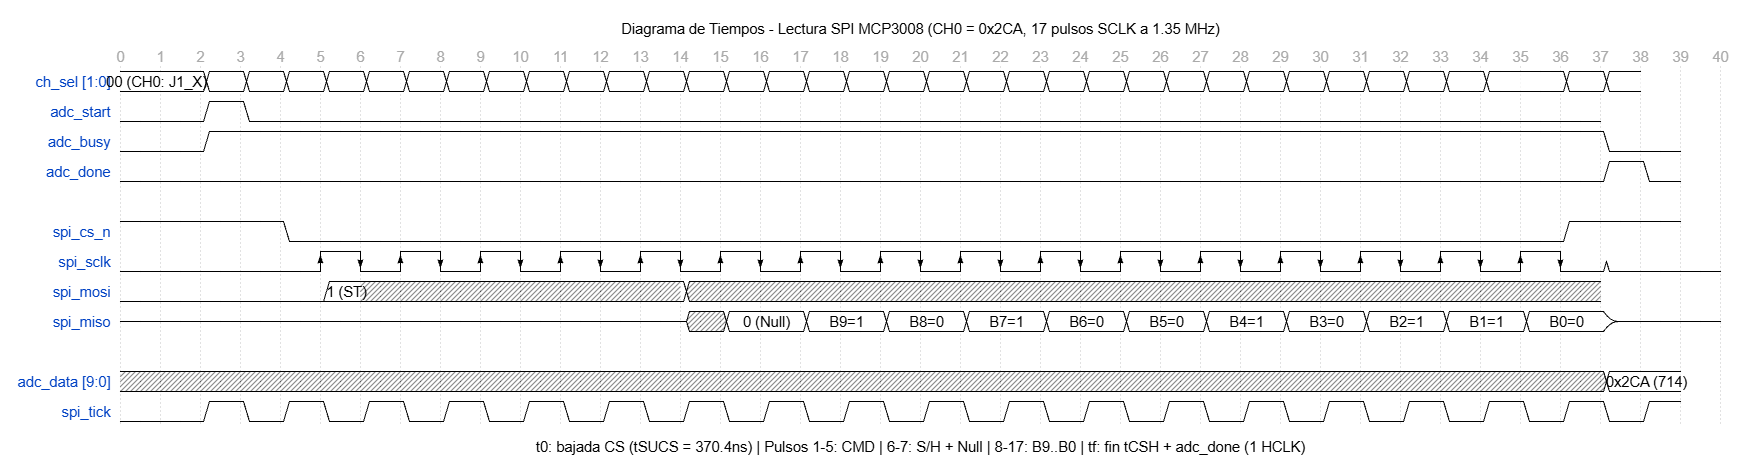 Diagrama de Tiempos - Lectura SPI MCP3008 (CH0 = 0x2CA, 17 pulsos SCLK a 1.35 MHz)
0 1 2 3 4 5 6 7 8 9 10 11 12 13 14 15 16 17 18 19 20 21 22 23 24 25 26 27 28 29 30 31 32 33 34 35 36 37 38 39 40
ch_sel [1:0] 00 (CH0: J1_X)
adc_start
adc_busy
adc_done
spi_cs_n
spi_sclk
spi_mosi 1 (ST)
spi_miso 0 (Null) B9=1 B8=0 B7=1 B6=0 B5=0 B4=1 B3=0 B2=1 B1=1 B0=0
adc_data [9:0] 0x2CA (714)
spi_tick
t0: bajada CS (tSUCS = 370.4ns) | Pulsos 1-5: CMD | 6-7: S/H + Null | 8-17: B9..B0 | tf: fin tCSH + adc_done (1 HCLK)